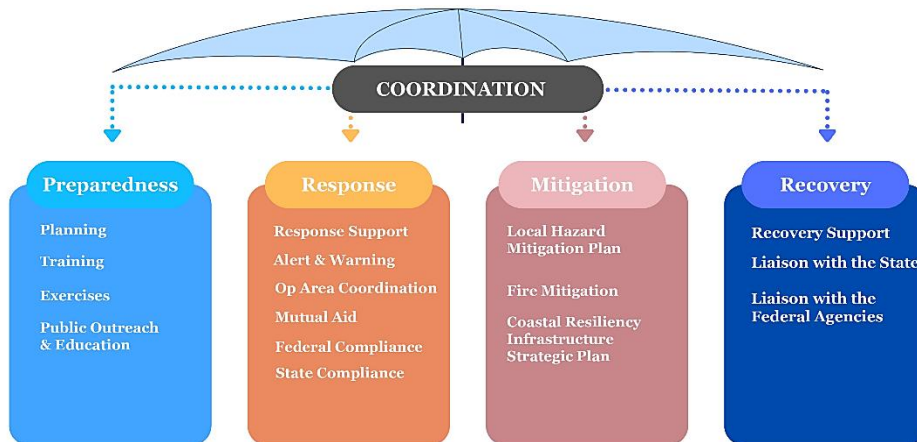 COORDINATION
Preparedness
Planning
Training
Exercises
Public Outreach
& Education
Response
Response Support
Alert & Warning
Op Area Coordination
Mutual Aid
Federal Compliance
State Compliance
Mitigation
Local Hazard
Mitigation Plan
Fire Mitigation
Coastal Resiliency
Infrastructure
Strategic Plan
Recovery
Recovery Support
Liaison with the State
Liaison with the
Federal Agencies